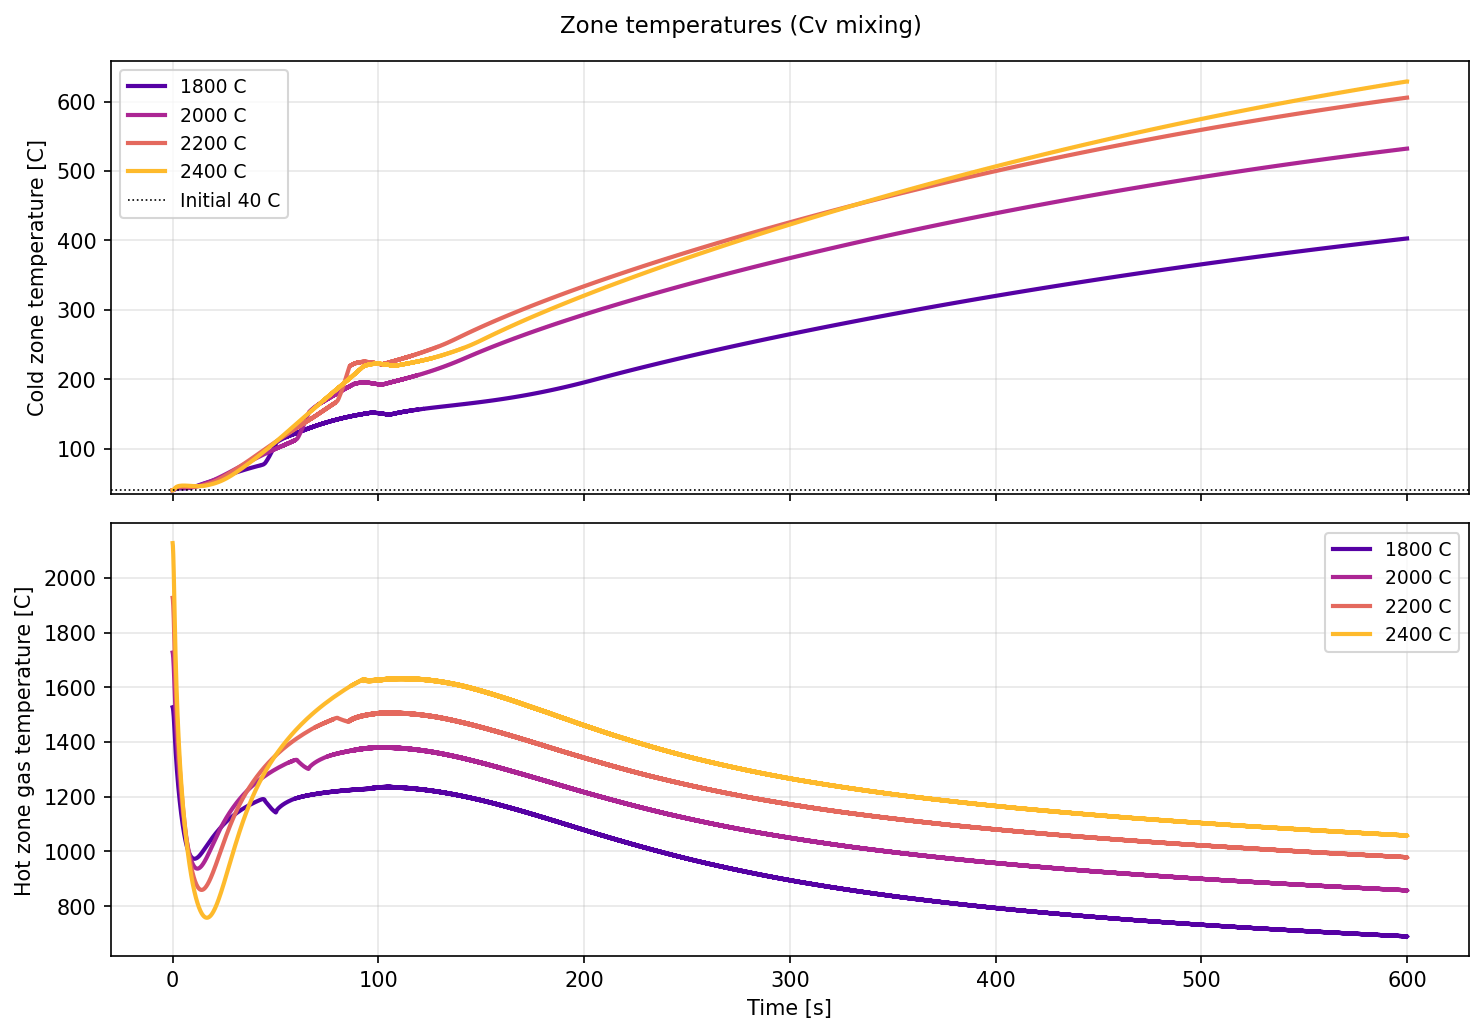 Zone temperatures (Cv mixing)
Cold zone temperature [C]
600
500
400
300
200
100
1800 C
2000 C
2200 C
2400 C
Initial 40 C
Hot zone gas temperature [C]
2000
1800
1600
1400
1200
1000
800
1800 C
2000 C
2200 C
2400 C
0 100 200 300 400 500 600
Time [s]